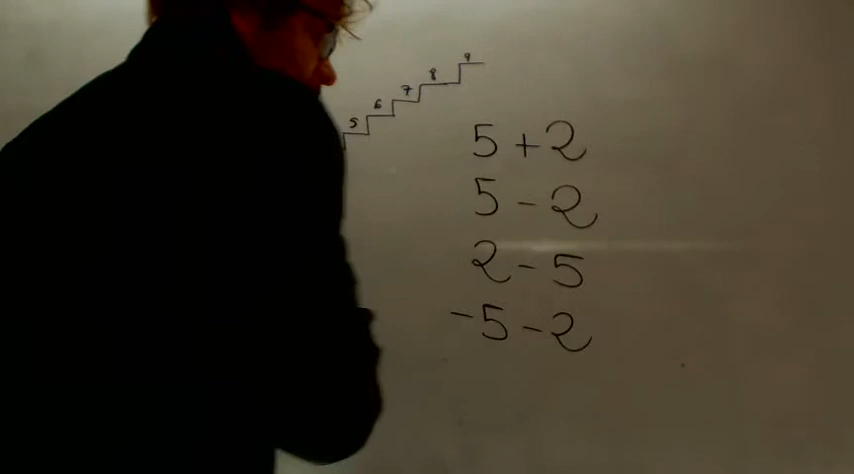 5 6 7 8 9
5 + 2
5 - 2
2 - 5
-5 - 2